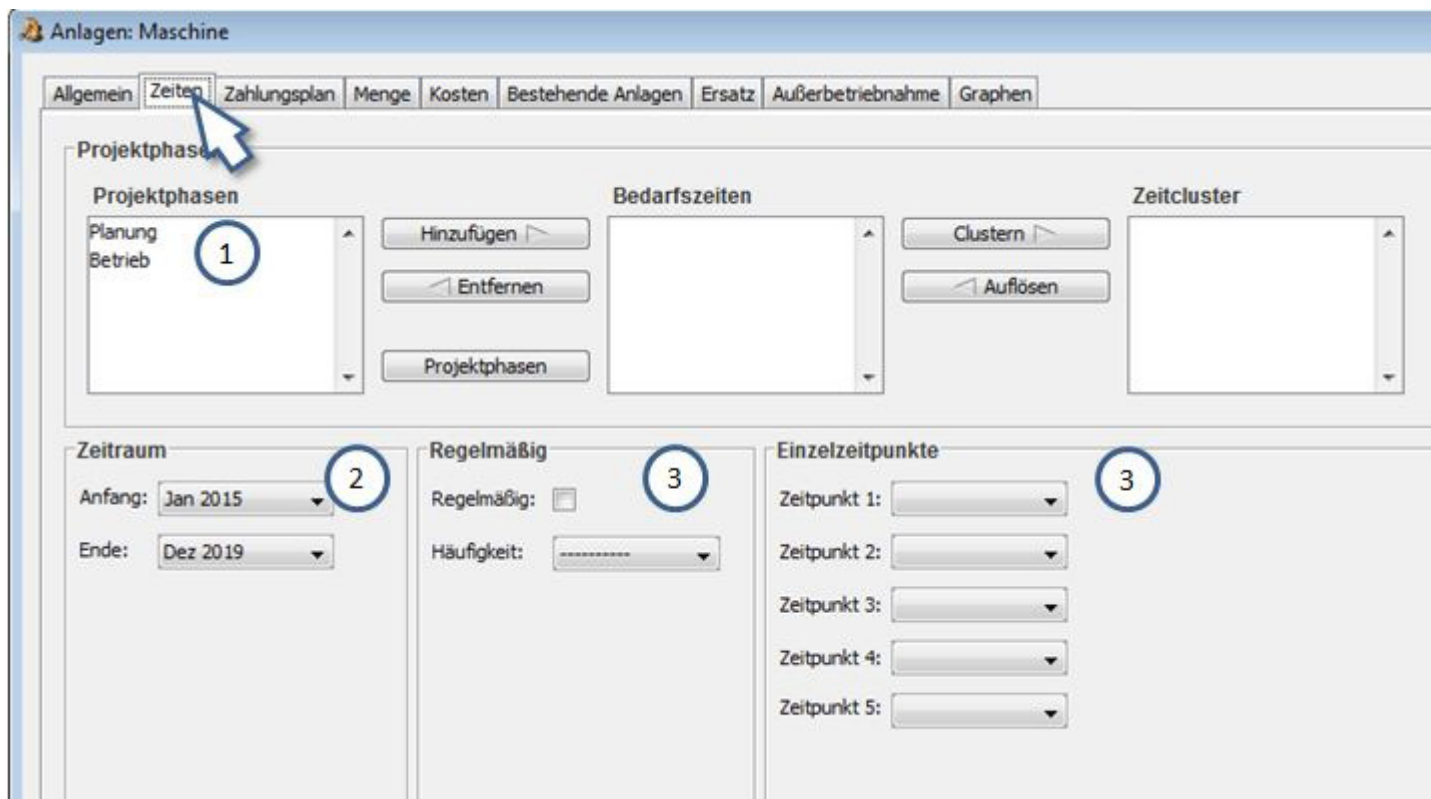 Anlagen: Maschine
Allgemein Zeiten Zahlungsplan Menge Kosten Bestehende Anlagen Ersatz Außerbetriebnahme Graphen
Projektphasen
Projektphasen Bedarfszeiten Zeitcluster
Planung 1 Hinzufügen Clustern
Betrieb
Entfernen Auflösen
Projektphasen
Zeitraum Regelmäßig Einzelzeitpunkte
2 3 3
Anfang: Jan 2015 Regelmäßig: Zeitpunkt 1:
Ende: Dez 2019 Häufigkeit: ---------- Zeitpunkt 2:
Zeitpunkt 3:
Zeitpunkt 4:
Zeitpunkt 5: